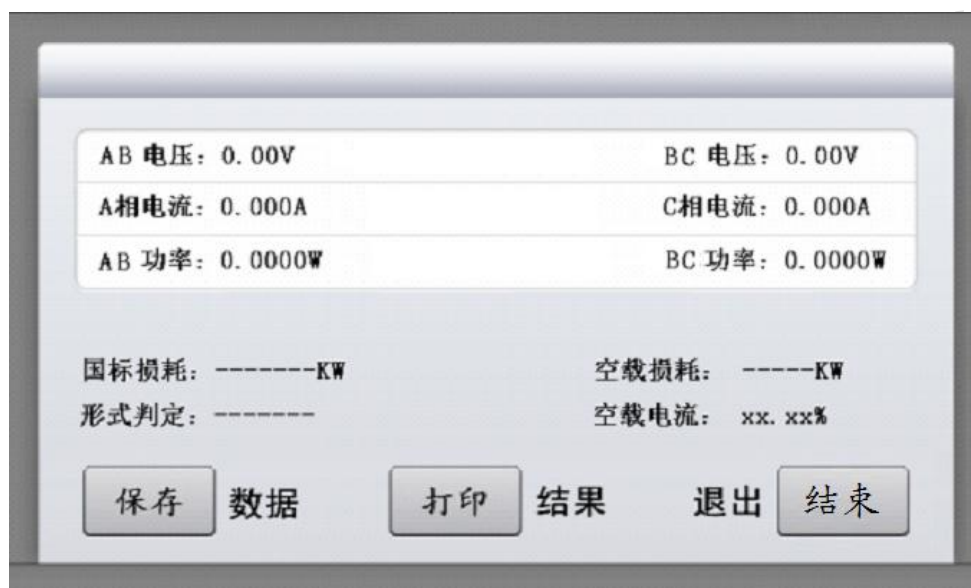 AB 电压：0.00V BC 电压：0.00V
A相电流：0.000A C相电流：0.000A
AB 功率：0.0000W BC 功率：0.0000W
国标损耗：-------KW 空载损耗： -----KW
形式判定：------- 空载电流： xx.xx%
保存 数据 打印 结果 退出 结束